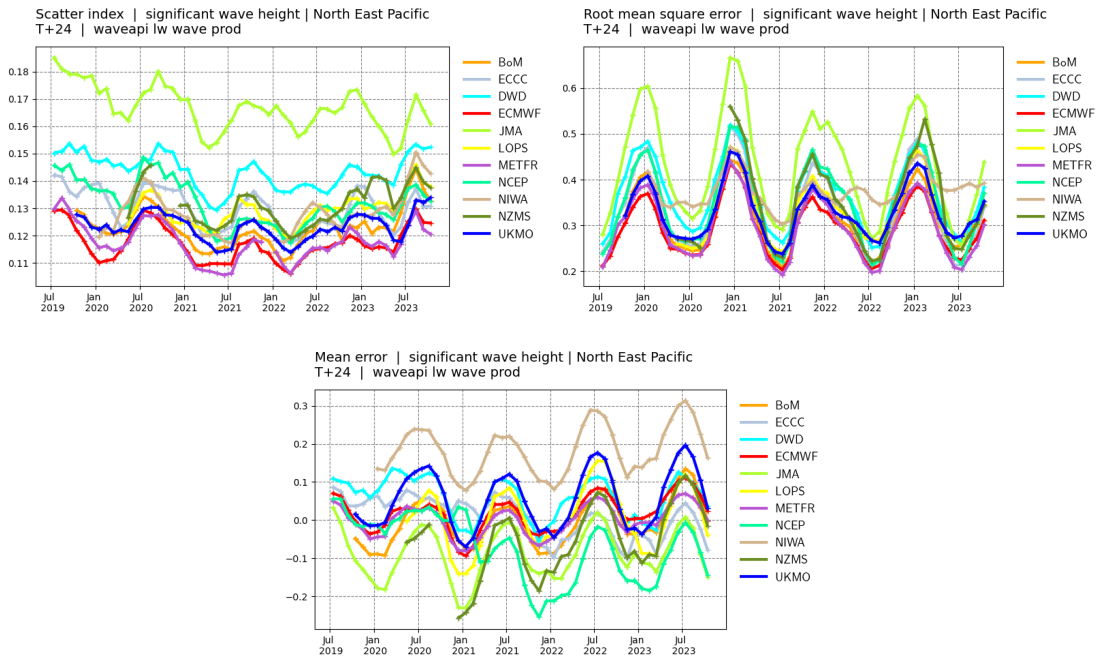 Scatter index | significant wave height | North East Pacific
T+24 | waveapi lw wave prod
0.18
0.17
0.16
0.15
0.14
0.13
0.12
0.11
Jul 2019
Jan 2020
Jul 2020
Jan 2021
Jul 2021
Jan 2022
Jul 2022
Jan 2023
Jul 2023
BoM
ECCC
DWD
ECMWF
JMA
LOPS
METFR
NCEP
NIWA
NZMS
UKMO
Root mean square error | significant wave height | North East Pacific
T+24 | waveapi lw wave prod
0.6
0.5
0.4
0.3
0.2
Jul 2019
Jan 2020
Jul 2020
Jan 2021
Jul 2021
Jan 2022
Jul 2022
Jan 2023
Jul 2023
BoM
ECCC
DWD
ECMWF
JMA
LOPS
METFR
NCEP
NIWA
NZMS
UKMO
Mean error | significant wave height | North East Pacific
T+24 | waveapi lw wave prod
0.3
0.2
0.1
0.0
−0.1
−0.2
Jul 2019
Jan 2020
Jul 2020
Jan 2021
Jul 2021
Jan 2022
Jul 2022
Jan 2023
Jul 2023
BoM
ECCC
DWD
ECMWF
JMA
LOPS
METFR
NCEP
NIWA
NZMS
UKMO